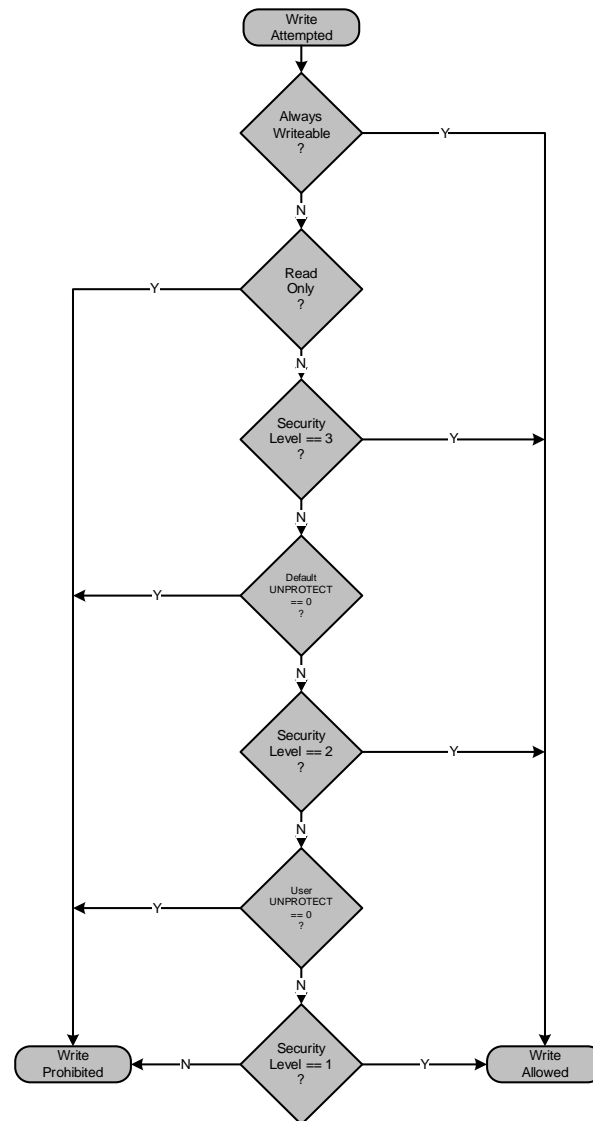 Write
Attempted
Always
Writeable
?
Y
N
Read
Only
?
Y
N
Security
Level == 3
?
Y
N
Default
UNPROTECT
== 0
?
Y
N
Security
Level == 2
?
Y
N
User
UNPROTECT
== 0
?
Y
N
Write
Prohibited
N
Security
Level == 1
?
Y
Write
Allowed